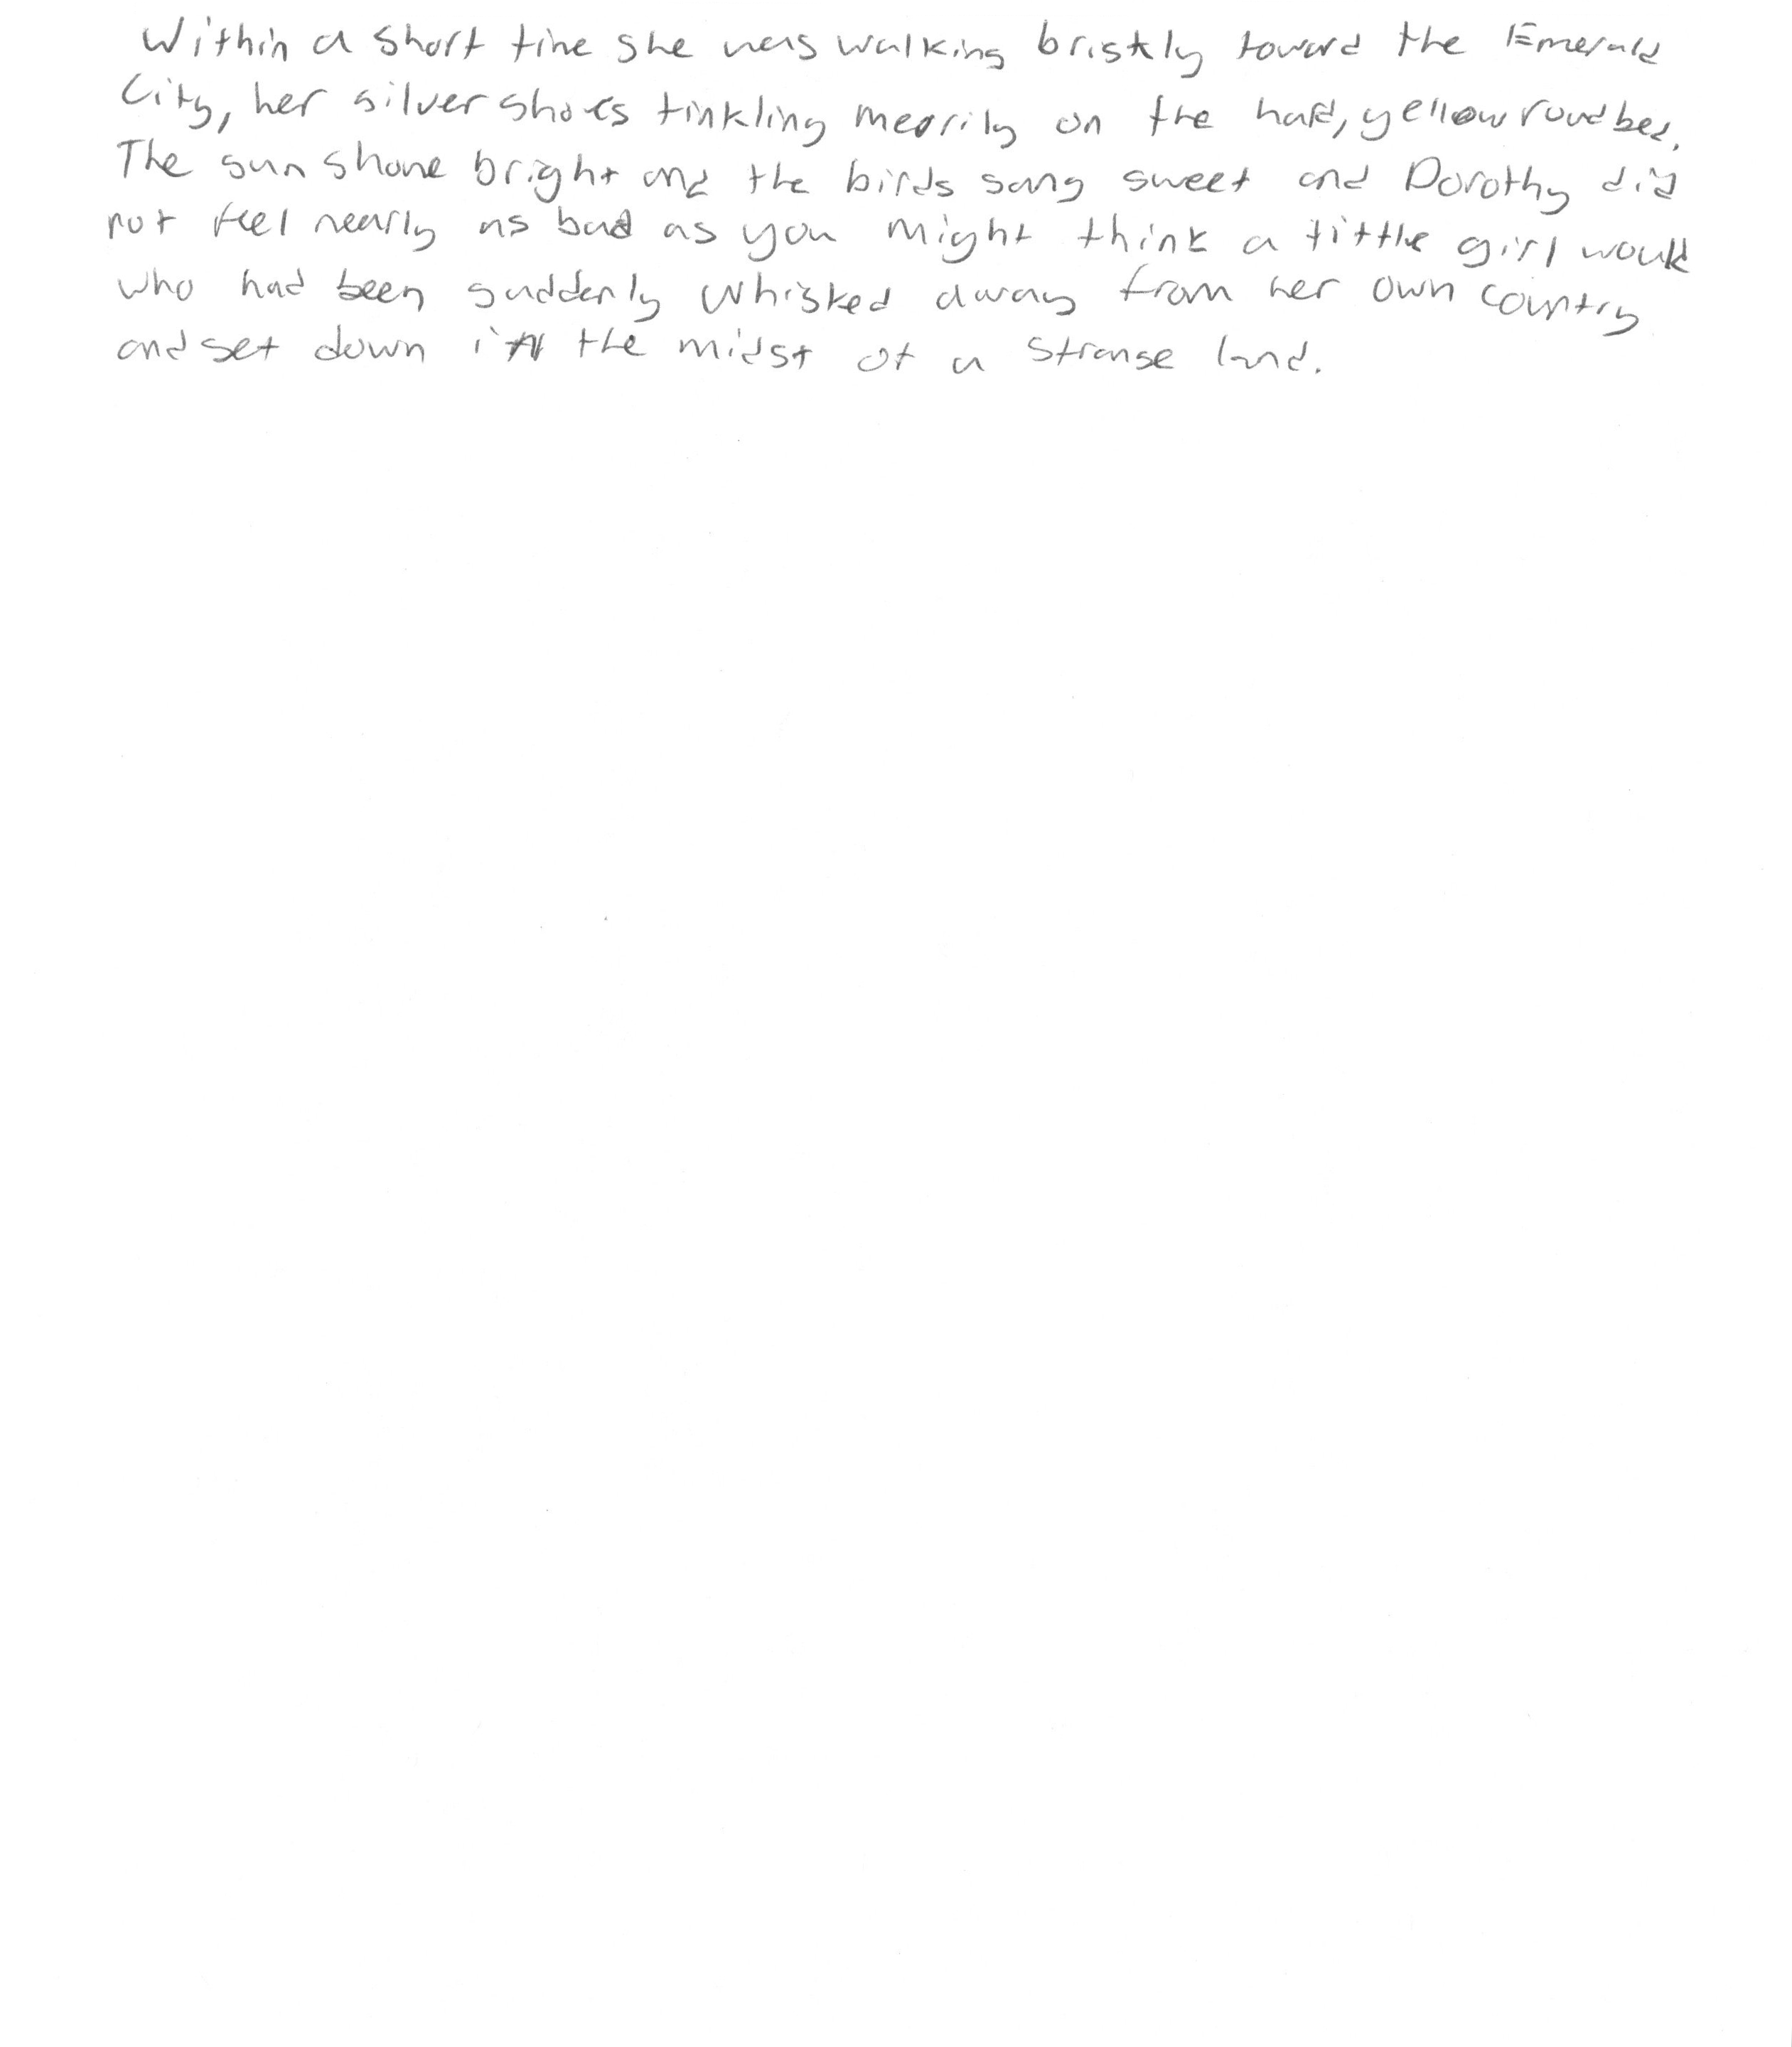 Within a short time she was walking briskly toward the Emerald
City, her silver shoes tinkling merrily on the hard, yellow roadbed.
The sun shone bright and the birds sang sweet and Dorothy did
not feel nearly as bad as you might think a little girl would
who had been suddenly whisked away from her own country
and set down in the midst of a strange land.